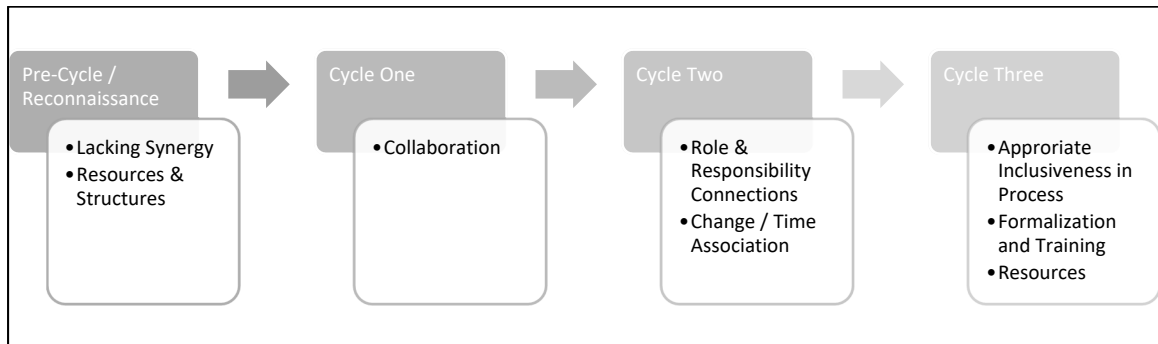 Pre-Cycle /
Reconnaissance
•Lacking Synergy
•Resources &
Structures
Cycle One
•Collaboration
Cycle Two
•Role &
Responsibility
Connections
•Change / Time
Association
Cycle Three
•Approriate
Inclusiveness in
Process
•Formalization
and Training
•Resources